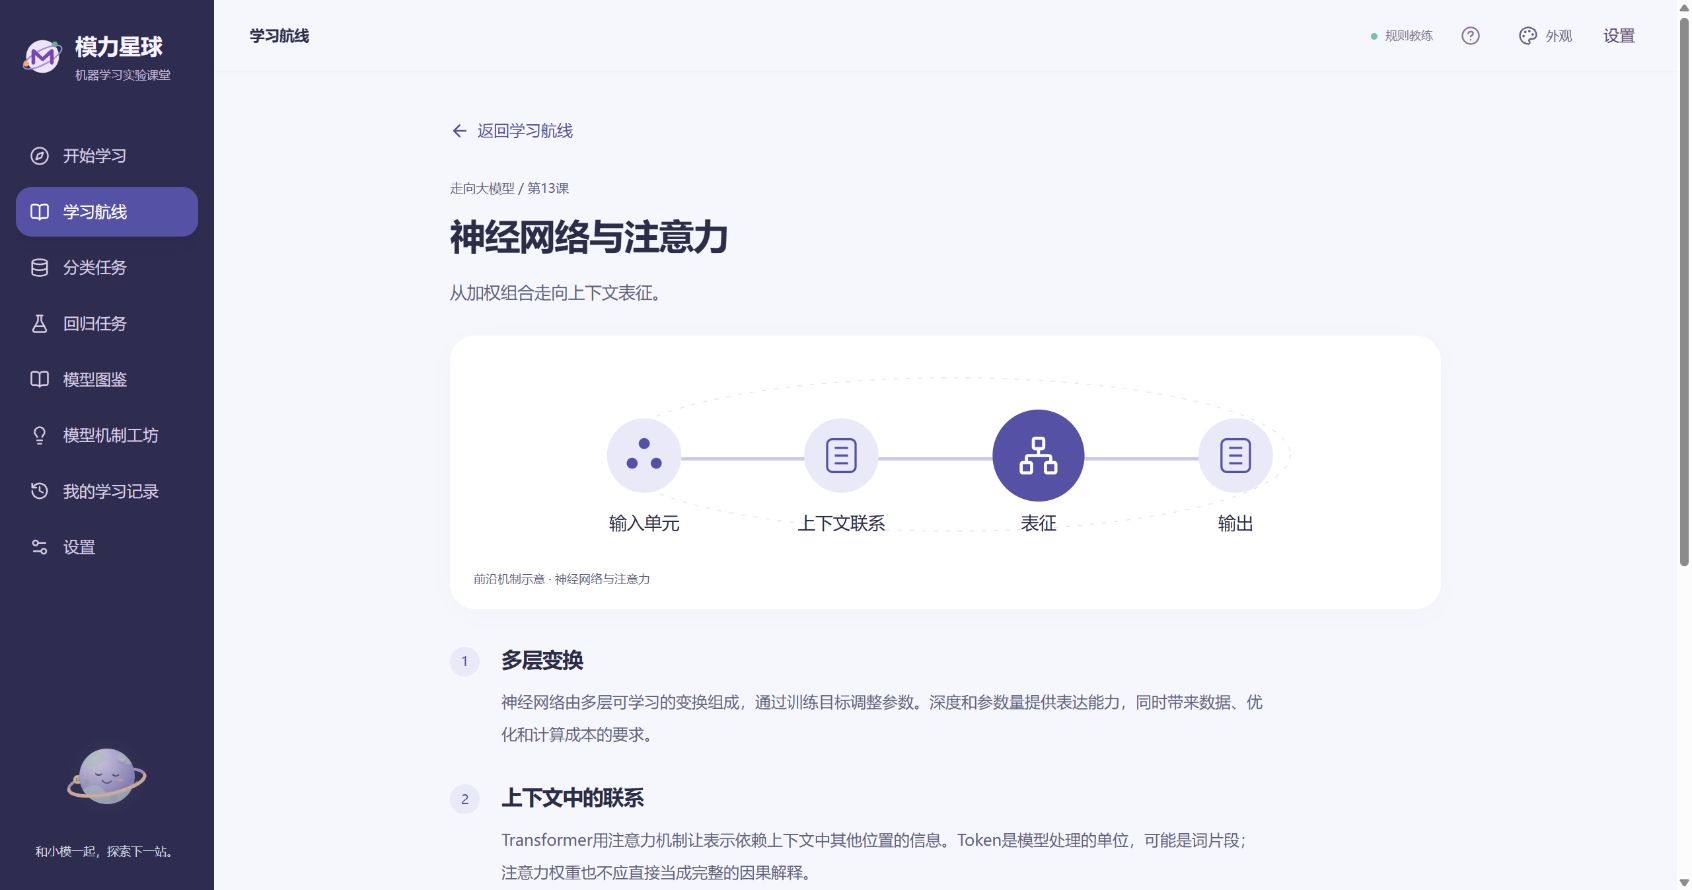 模力星球
机器学习实验课堂
开始学习
学习航线
分类任务
回归任务
模型图鉴
模型机制工坊
我的学习记录
设置
和小模一起，探索下一站。
学习航线
规则教练
外观
设置
返回学习航线
走向大模型 / 第13课
神经网络与注意力
从加权组合走向上下文表征。
输入单元
上下文联系
表征
输出
前沿机制示意 · 神经网络与注意力
1
多层变换
神经网络由多层可学习的变换组成，通过训练目标调整参数。深度和参数量提供表达能力，同时带来数据、优
化和计算成本的要求。
2
上下文中的联系
Transformer用注意力机制让表示依赖上下文中其他位置的信息。Token是模型处理的单位，可能是词片段；
注意力权重也不应直接当成完整的因果解释。